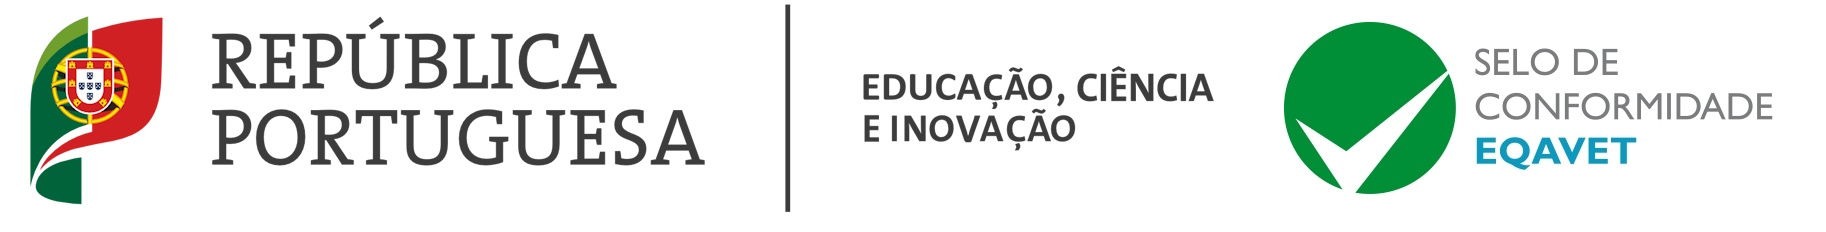 REPÚBLICA
PORTUGUESA
EDUCAÇÃO, CIÊNCIA
E INOVAÇÃO
SELO DE
CONFORMIDADE
EQAVET